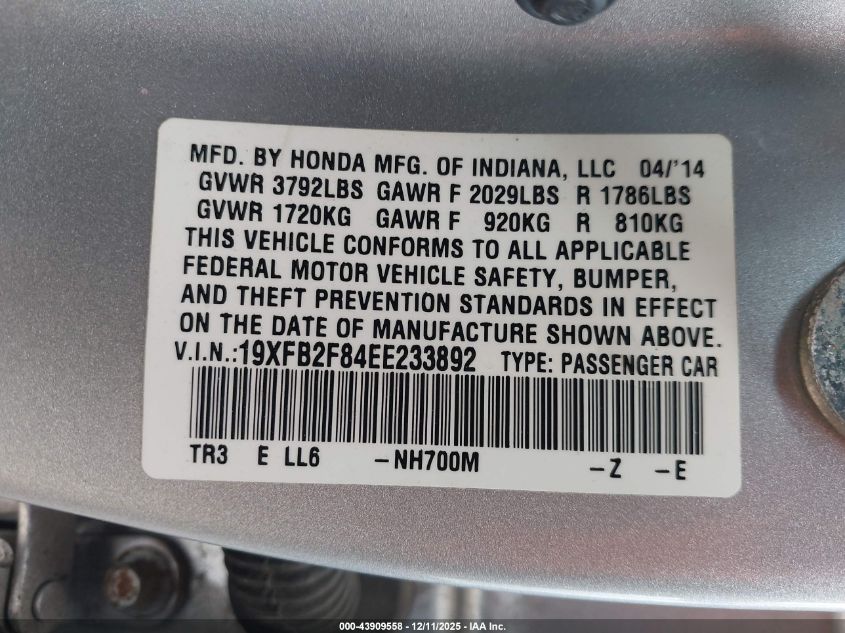 MFD. BY HONDA MFG. OF INDIANA, LLC 04/'14
GVWR 3792LBS GAWR F 2029LBS R 1786LBS
GVWR 1720KG GAWR F 920KG R 810KG
THIS VEHICLE CONFORMS TO ALL APPLICABLE
FEDERAL MOTOR VEHICLE SAFETY, BUMPER,
AND THEFT PREVENTION STANDARDS IN EFFECT
ON THE DATE OF MANUFACTURE SHOWN ABOVE.
V.I.N.:19XFB2F84EE233892 TYPE: PASSENGER CAR
TR3 E LL6 -NH700M -Z -E
000-43909558 - 12/11/2025 - IAA Inc.